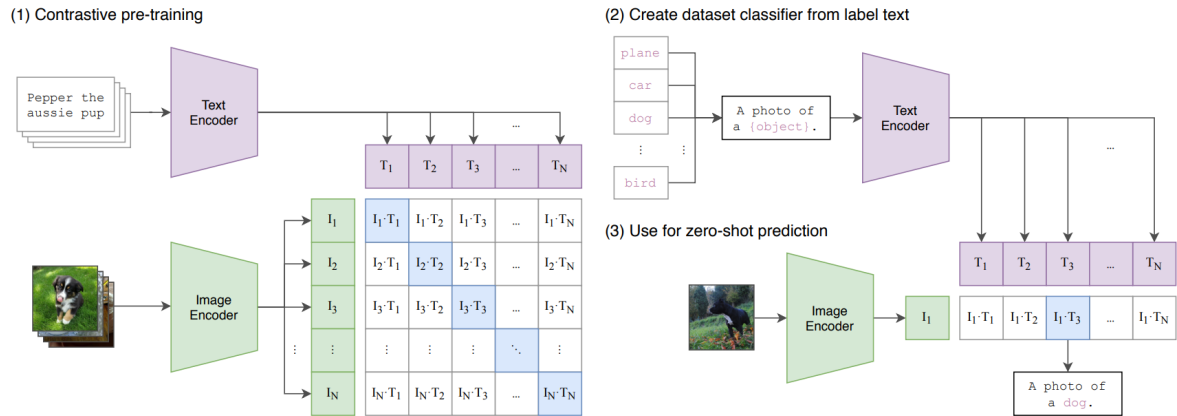 (1) Contrastive pre-training
Pepper the
aussie pup
Text
Encoder
...
T1 T2 T3 ... TN
I1 I1·T1 I1·T2 I1·T3 ... I1·TN
I2 I2·T1 I2·T2 I2·T3 ... I2·TN
Image
Encoder
I3 I3·T1 I3·T2 I3·T3 ... I3·TN
⋮ ⋮ ⋮ ⋮ ⋮ ⋱ ⋮
IN IN·T1 IN·T2 IN·T3 ... IN·TN
(2) Create dataset classifier from label text
plane
car
dog
⋮ ⋮
bird
A photo of
a {object}.
Text
Encoder
...
(3) Use for zero-shot prediction
Image
Encoder
T1 T2 T3 ... TN
I1 I1·T1 I1·T2 I1·T3 ... I1·TN
A photo of
a dog.